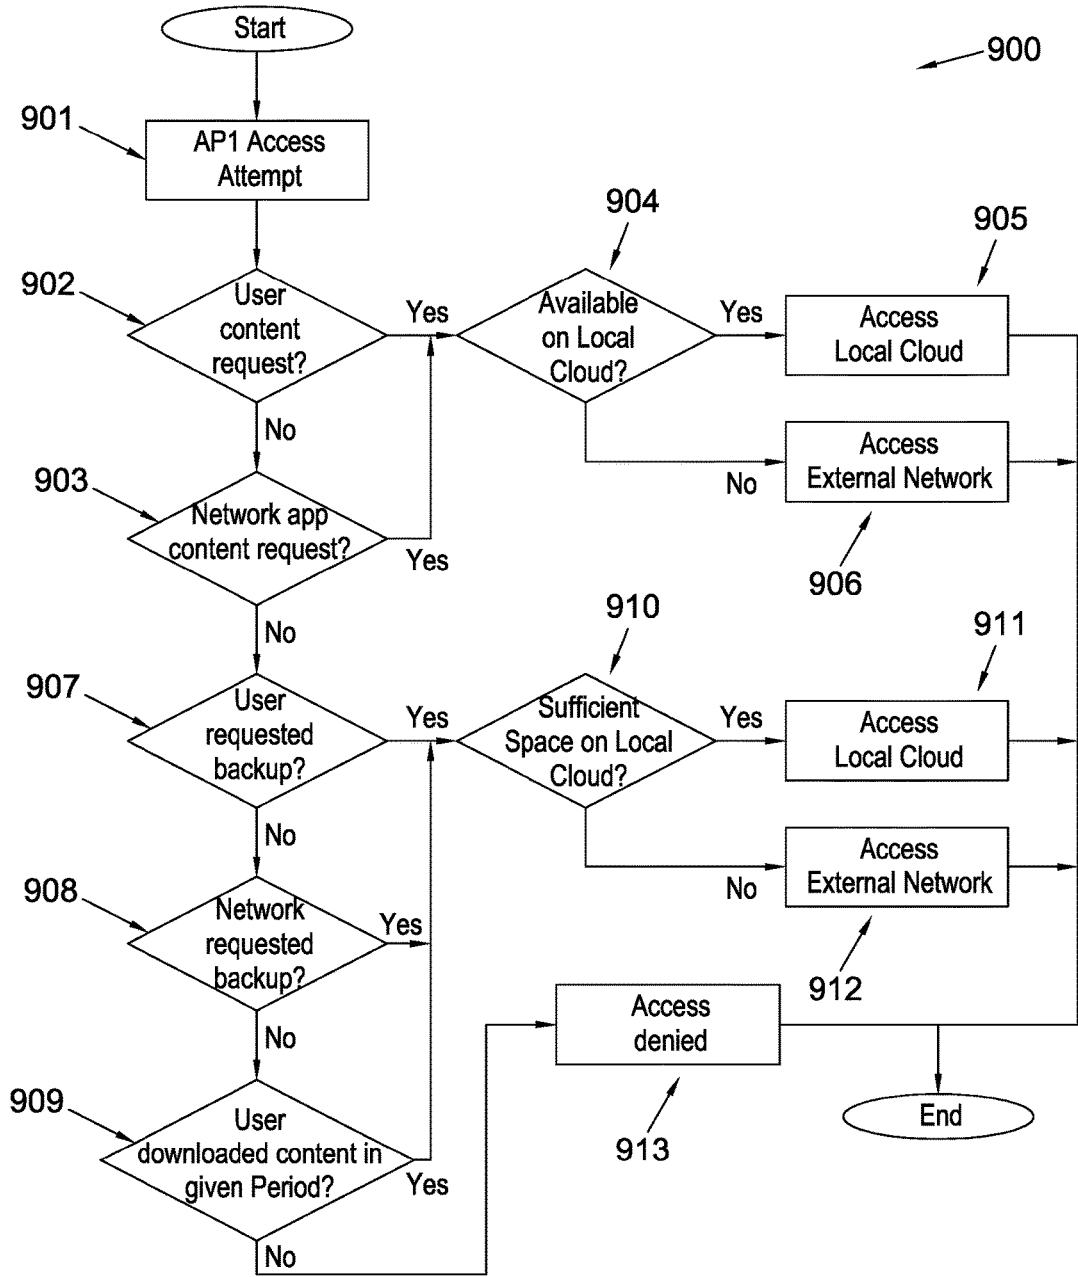 Start
900
901
AP1 Access
Attempt
904
905
902
User
content
request?
Yes
Available
on Local
Cloud?
Yes
Access
Local Cloud
No
Access
External Network
No
903
Network app
content request?
Yes
906
910
911
No
907
User
requested
backup?
Yes
Sufficient
Space on Local
Cloud?
Yes
Access
Local Cloud
No
Access
External Network
No
908
Network
requested
backup?
Yes
912
Access
denied
No
909
User
downloaded content in
given Period?
Yes
913
End
No